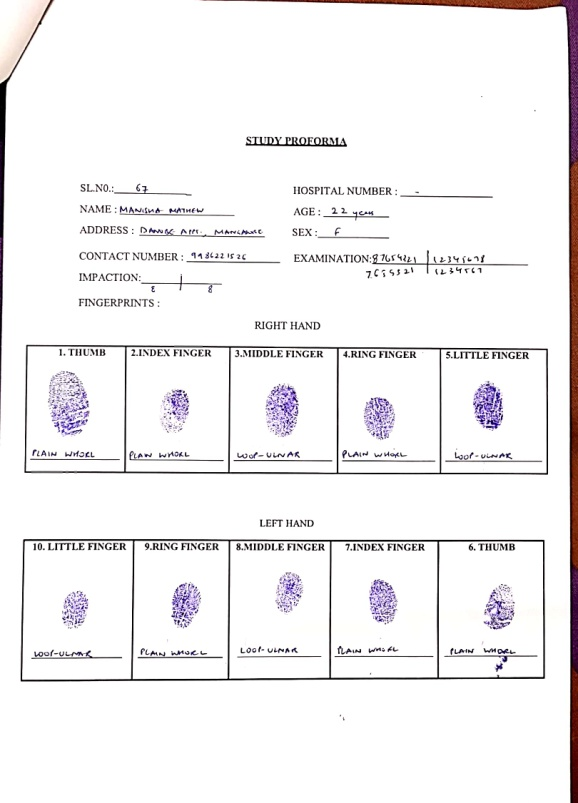 STUDY PROFORMA
SL.N0.: 67 HOSPITAL NUMBER : -
NAME : MANISHA MATHEW AGE : 22 years
ADDRESS : DANUBE APTS., MANGALORE SEX : F
CONTACT NUMBER : 9986221526 EXAMINATION: 87654321 | 12345678
7654321 | 1234567
IMPACTION: |
8 8
FINGERPRINTS :
RIGHT HAND
1. THUMB 2.INDEX FINGER 3.MIDDLE FINGER 4.RING FINGER 5.LITTLE FINGER
PLAIN WHORL PLAIN WHORL LOOP-ULNAR PLAIN WHORL LOOP-ULNAR
LEFT HAND
10. LITTLE FINGER 9.RING FINGER 8.MIDDLE FINGER 7.INDEX FINGER 6. THUMB
LOOP-ULNAR PLAIN WHORL LOOP-ULNAR PLAIN WHORL PLAIN WHORL